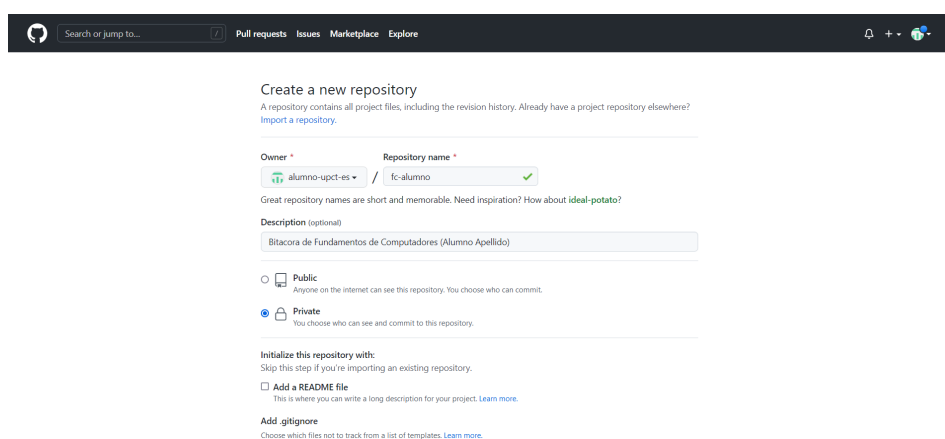 Search or jump to... / Pull requests Issues Marketplace Explore
Create a new repository
A repository contains all project files, including the revision history. Already have a project repository elsewhere?
Import a repository.
Owner * Repository name *
alumno-upct-es / fc-alumno
Great repository names are short and memorable. Need inspiration? How about ideal-potato?
Description (optional)
Bitacora de Fundamentos de Computadores (Alumno Apellido)
Public
Anyone on the internet can see this repository. You choose who can commit.
Private
You choose who can see and commit to this repository.
Initialize this repository with:
Skip this step if you're importing an existing repository.
Add a README file
This is where you can write a long description for your project. Learn more.
Add .gitignore
Choose which files not to track from a list of templates. Learn more.